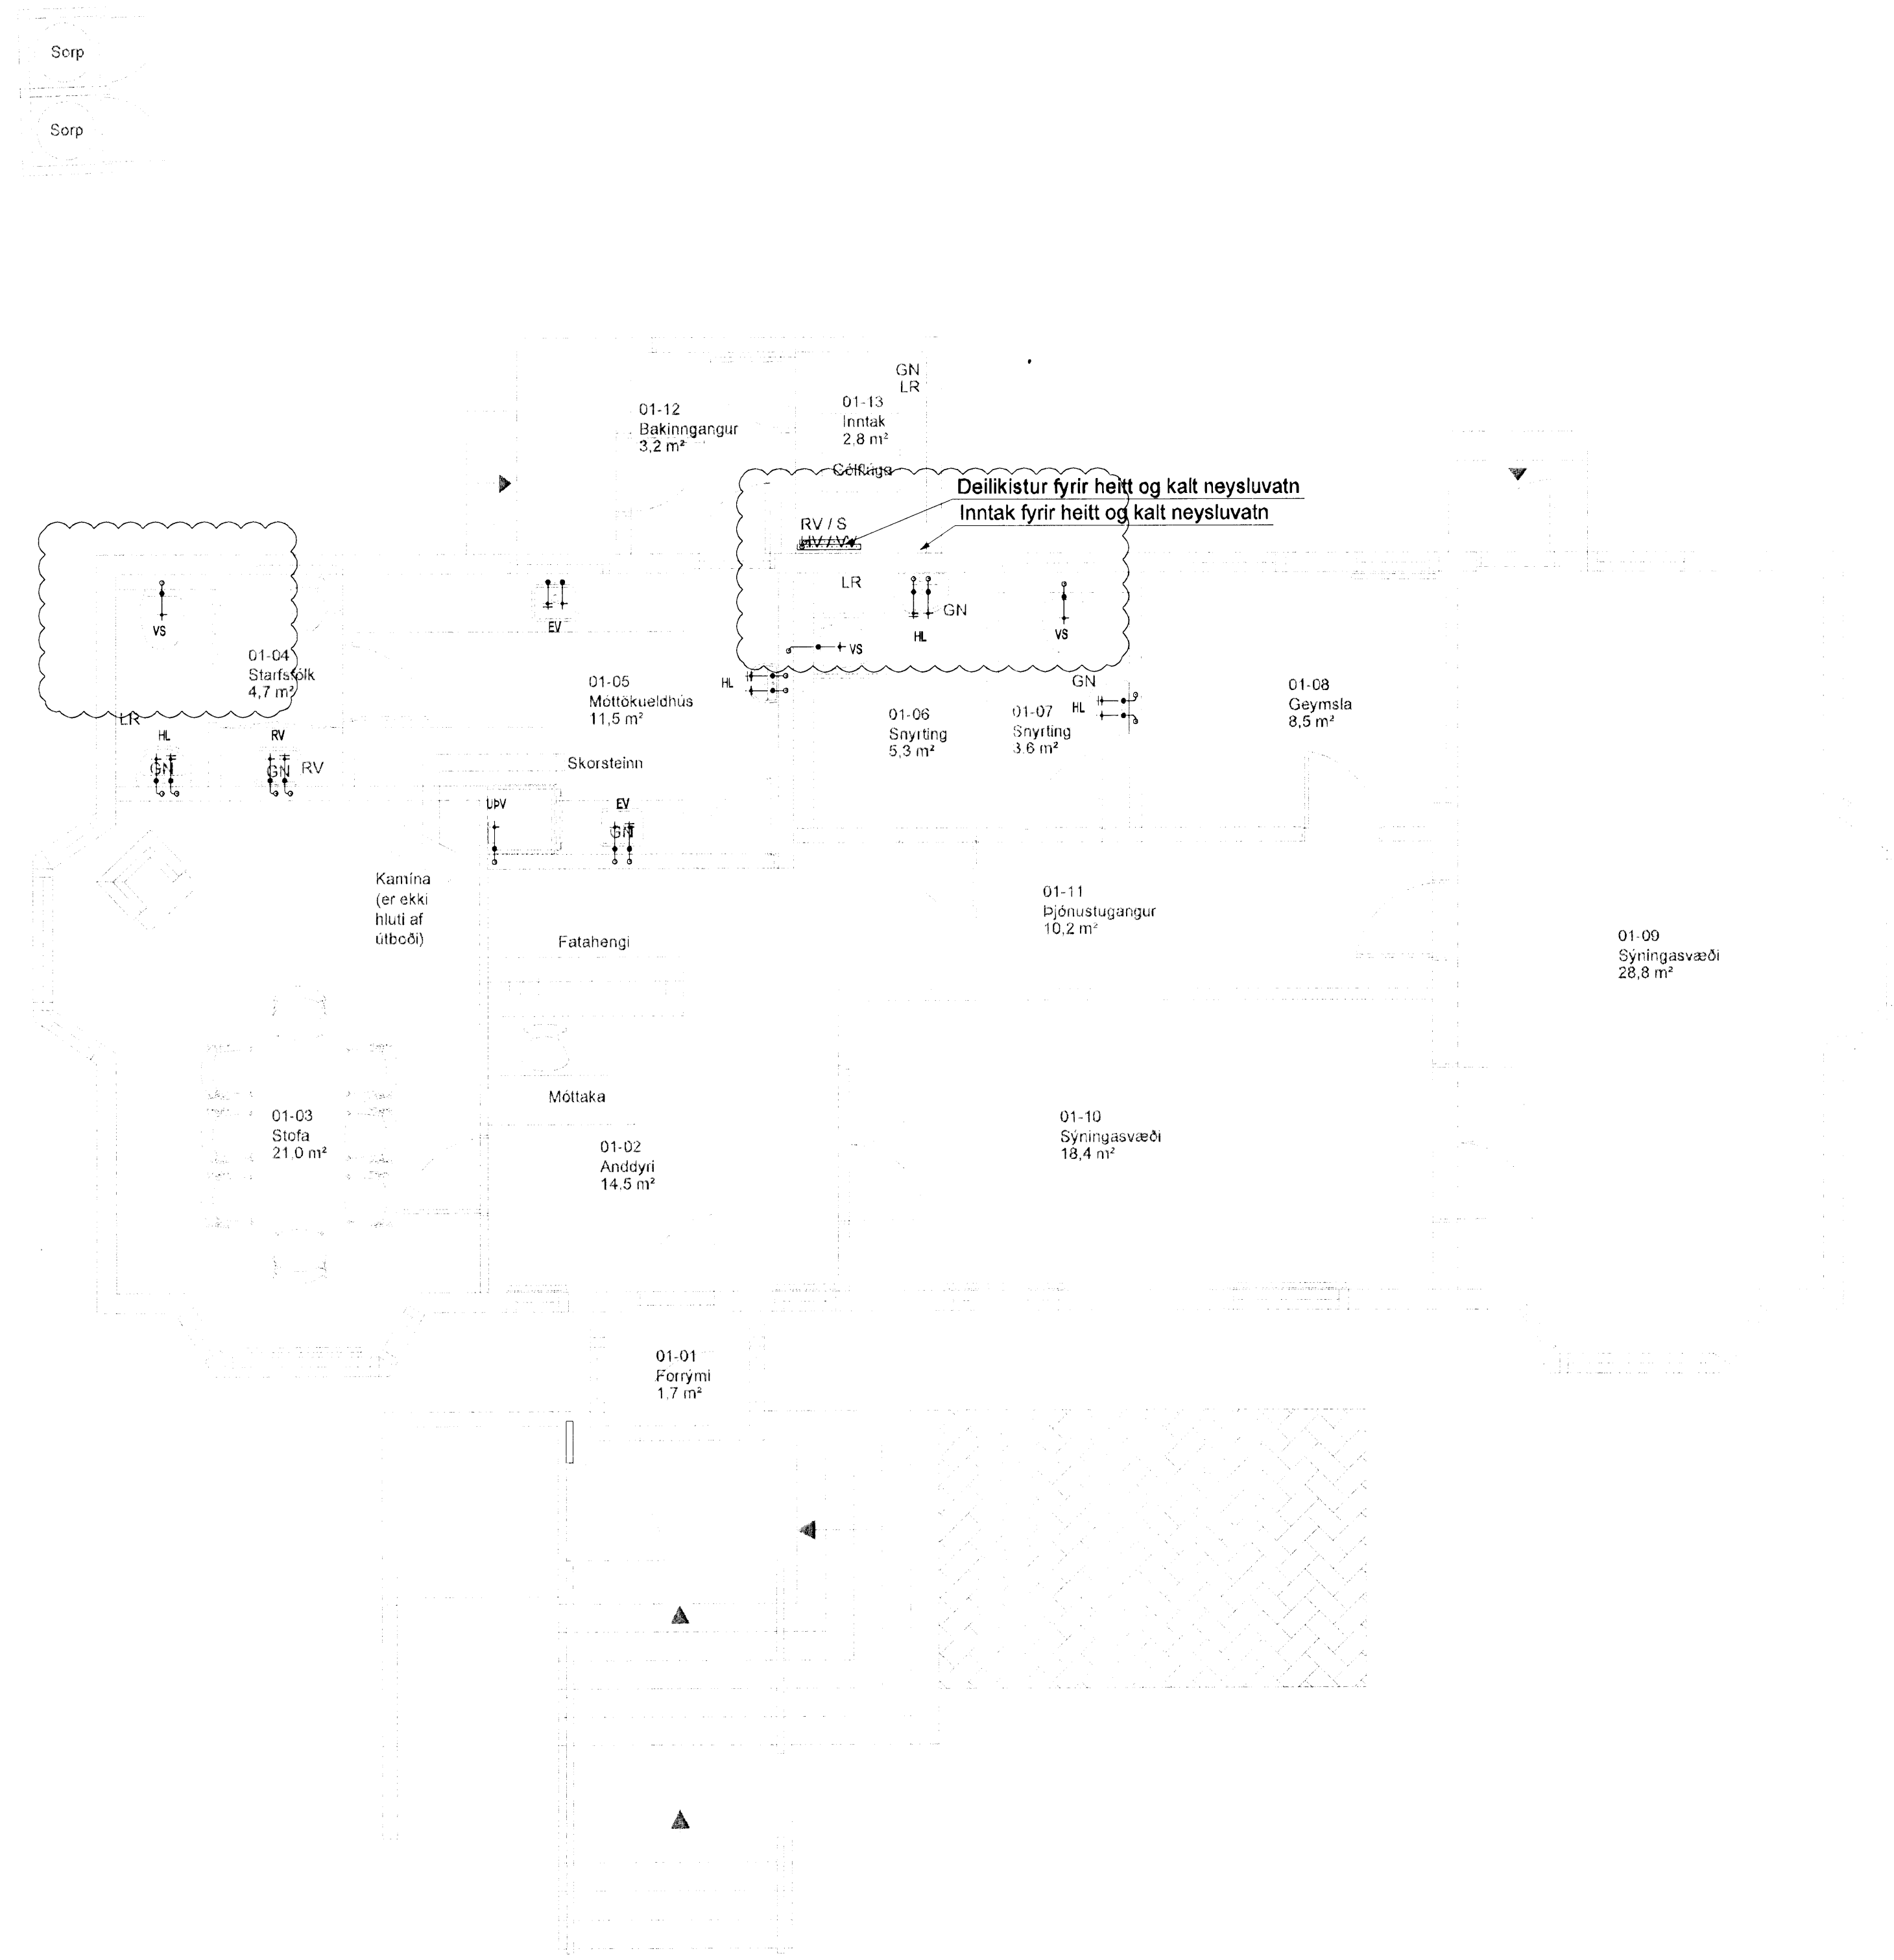 Sorp
Sorp
GN
LR
01-12
Bakinngangur
3,2 m²
01-13
Inntak
2,8 m²
Gólflúga
Deilikistur fyrir heitt og kalt neysluvatn
Inntak fyrir heitt og kalt neysluvatn
RV / S
HV / VV
LR
GN
HL
VS
VS
EV
VS
01-04
Starfsfólk
4,7 m²
LR
HL
GN
RV
GN
RV
01-05
Móttökueldhús
11,5 m²
HL
GN
HL
01-06
Snyrting
5,3 m²
01-07
Snyrting
3,6 m²
01-08
Geymsla
8,5 m²
Skorsteinn
UÞV
EV
GN
Kamína
(er ekki
hluti af
útboði)
Fatahengi
01-11
Þjónustugangur
10,2 m²
01-09
Sýningasvæði
28,8 m²
Móttaka
01-03
Stofa
21,0 m²
01-02
Anddyri
14,5 m²
01-10
Sýningasvæði
18,4 m²
01-01
Forrými
1,7 m²